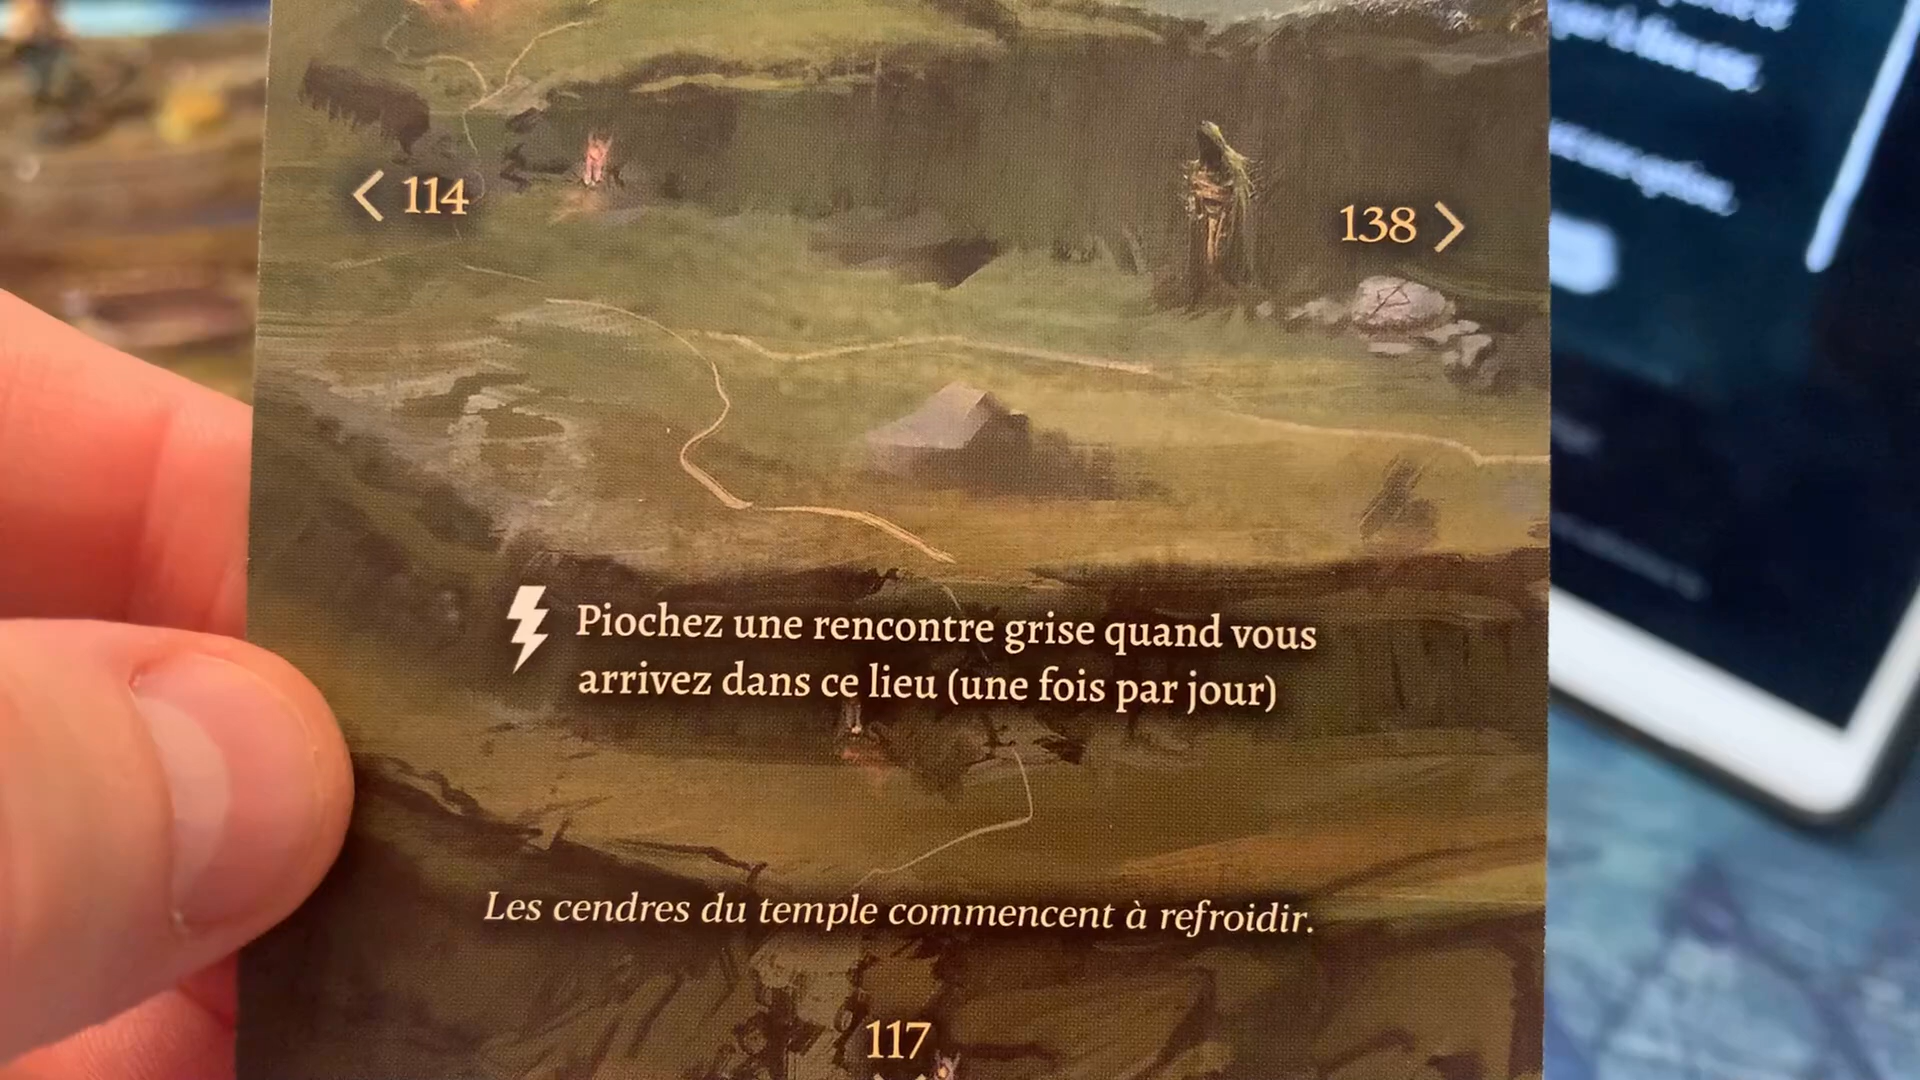 < 114
138 >
Piochez une rencontre grise quand vous
arrivez dans ce lieu (une fois par jour)
Les cendres du temple commencent à refroidir.
117